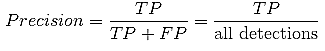 Precision = TP / (TP + FP) = TP / all detections